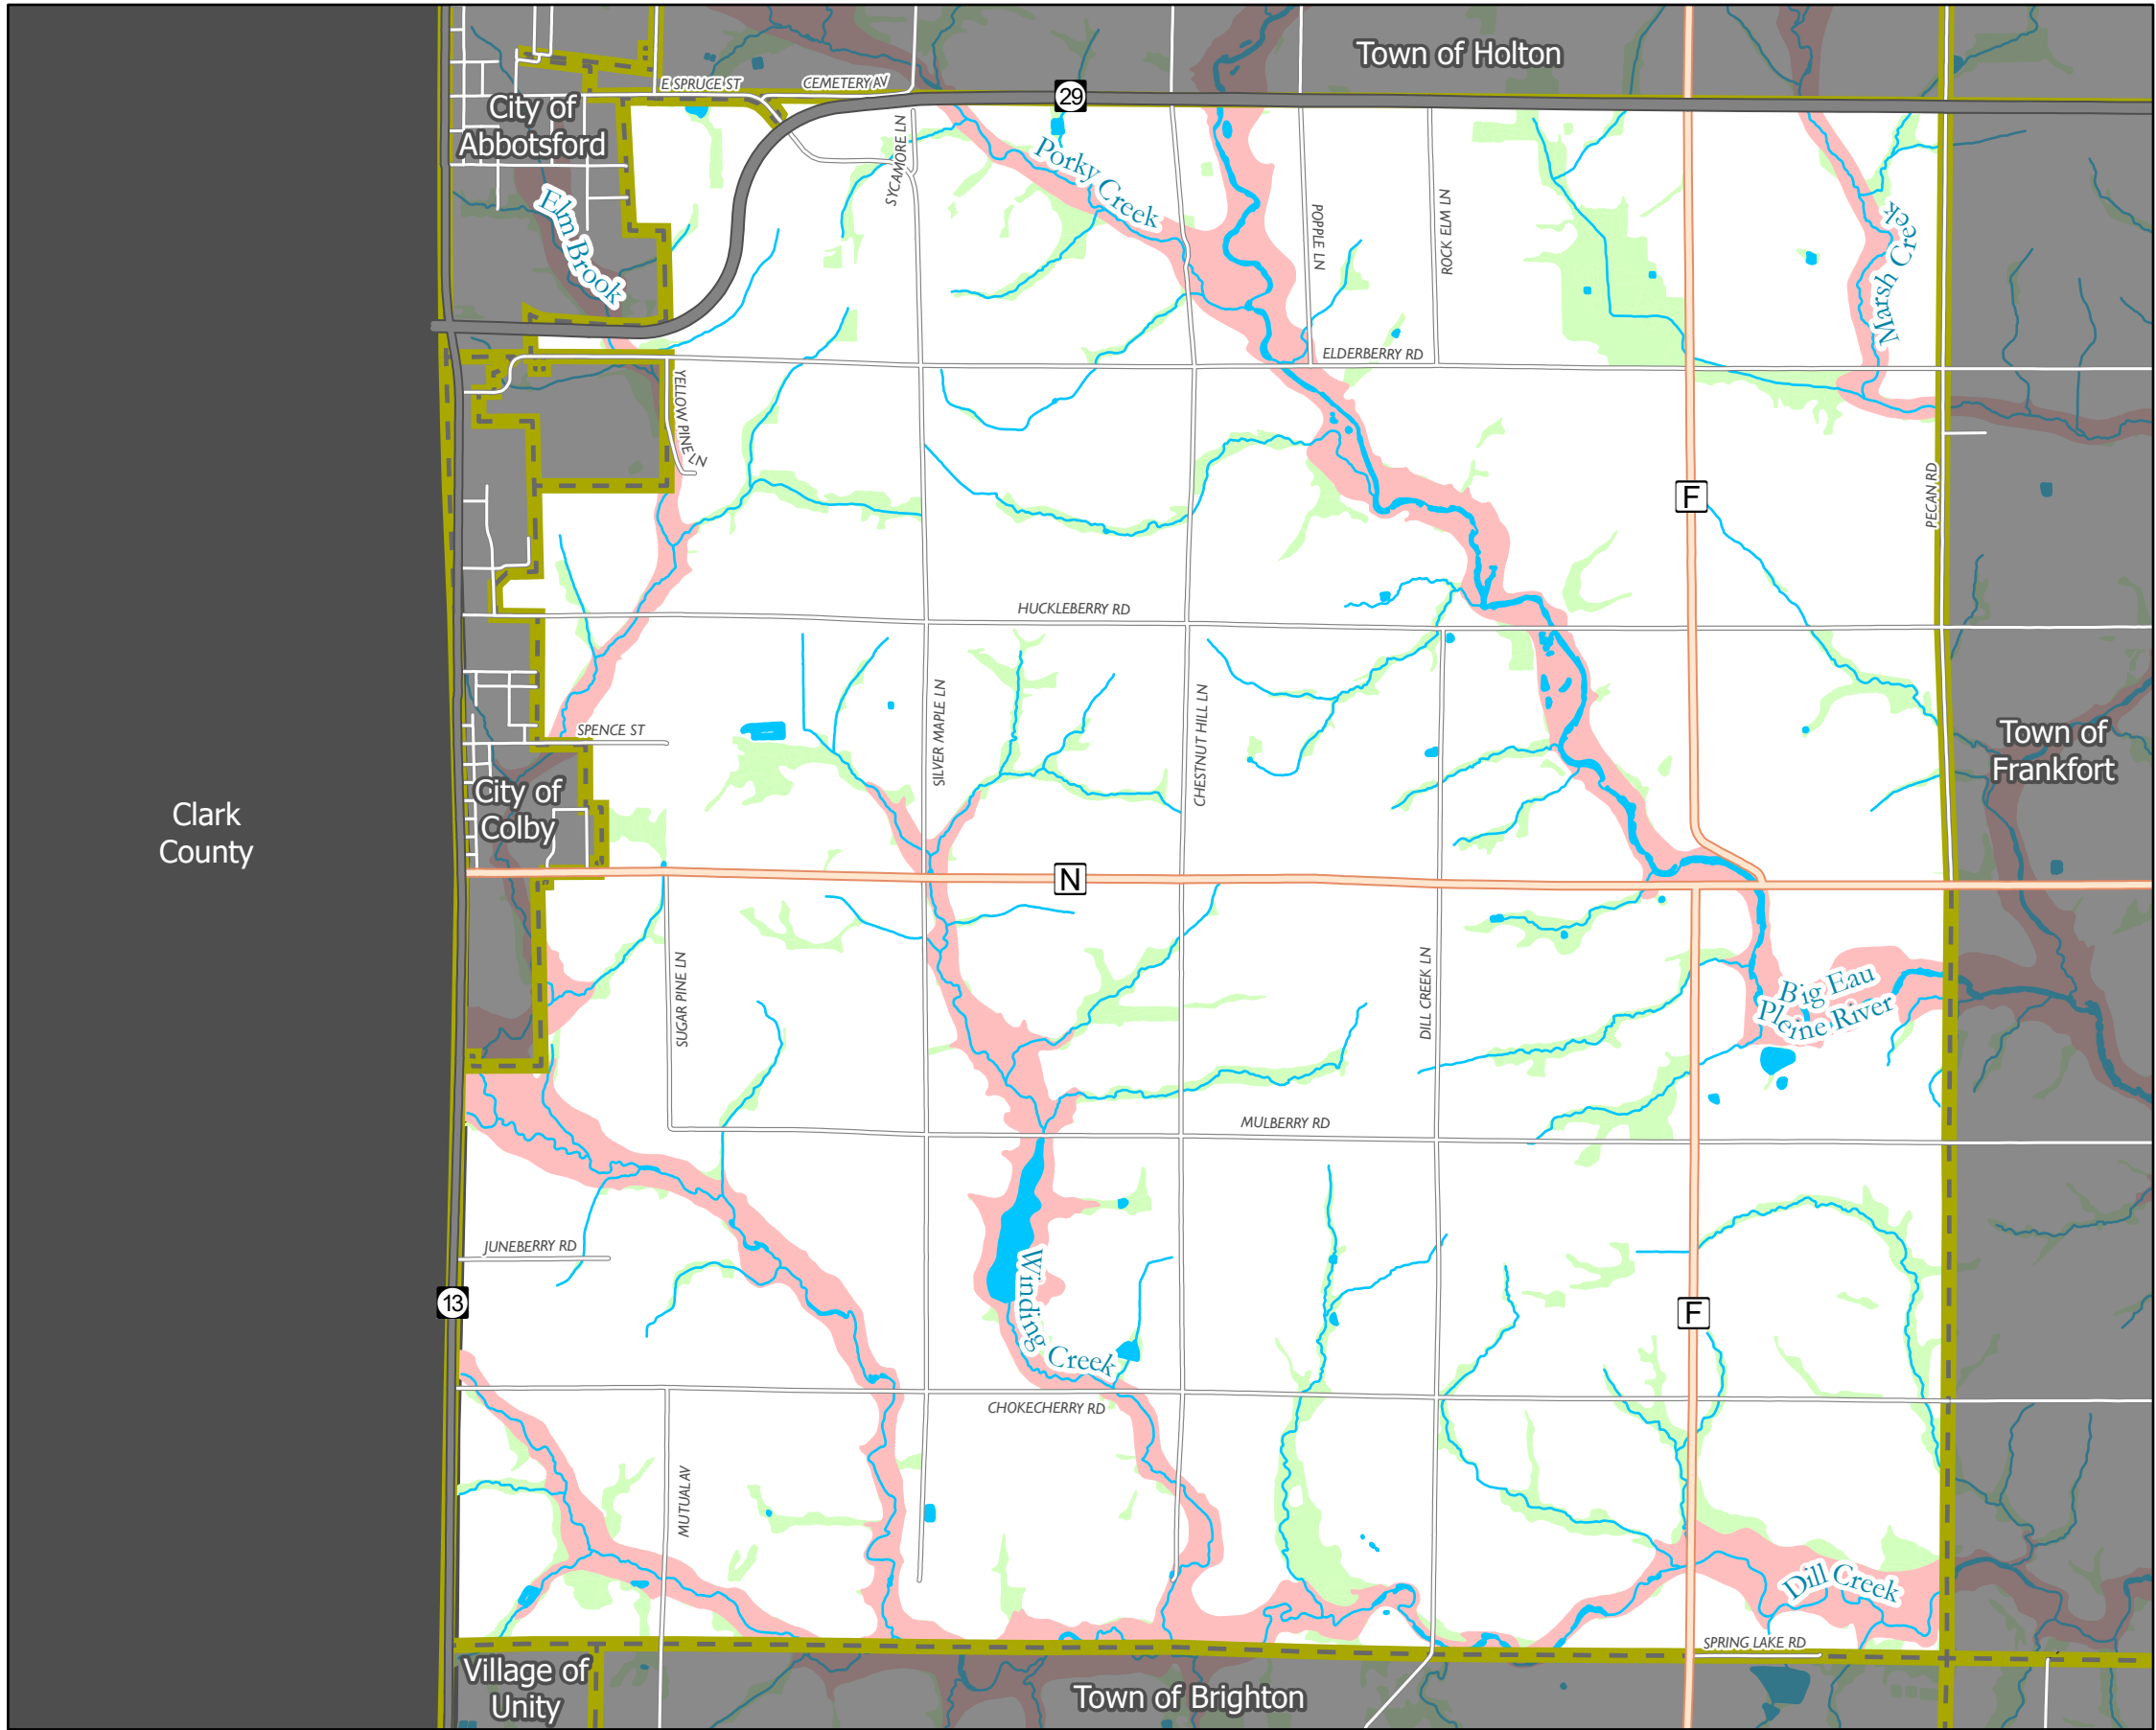 Town of Holton
E SPRUCE ST
CEMETERY AV
29
City of
Abbotsford
SYCAMORE LN
Porky Creek
Elm Brook
POPPLE LN
ROCK ELM LN
Marsh Creek
ELDERBERRY RD
YELLOW PINE LN
F
PECAN RD
HUCKLEBERRY RD
SPENCE ST
SILVER MAPLE LN
CHESTNUT HILL LN
Town of
Frankfort
City of
Colby
Clark
County
N
SUGAR PINE LN
DILL CREEK LN
Big Eau
Pleine River
MULBERRY RD
JUNEBERRY RD
13
Winding Creek
F
CHOKECHERRY RD
MUTUAL AV
Dill Creek
SPRING LAKE RD
Village of
Unity
Town of Brighton